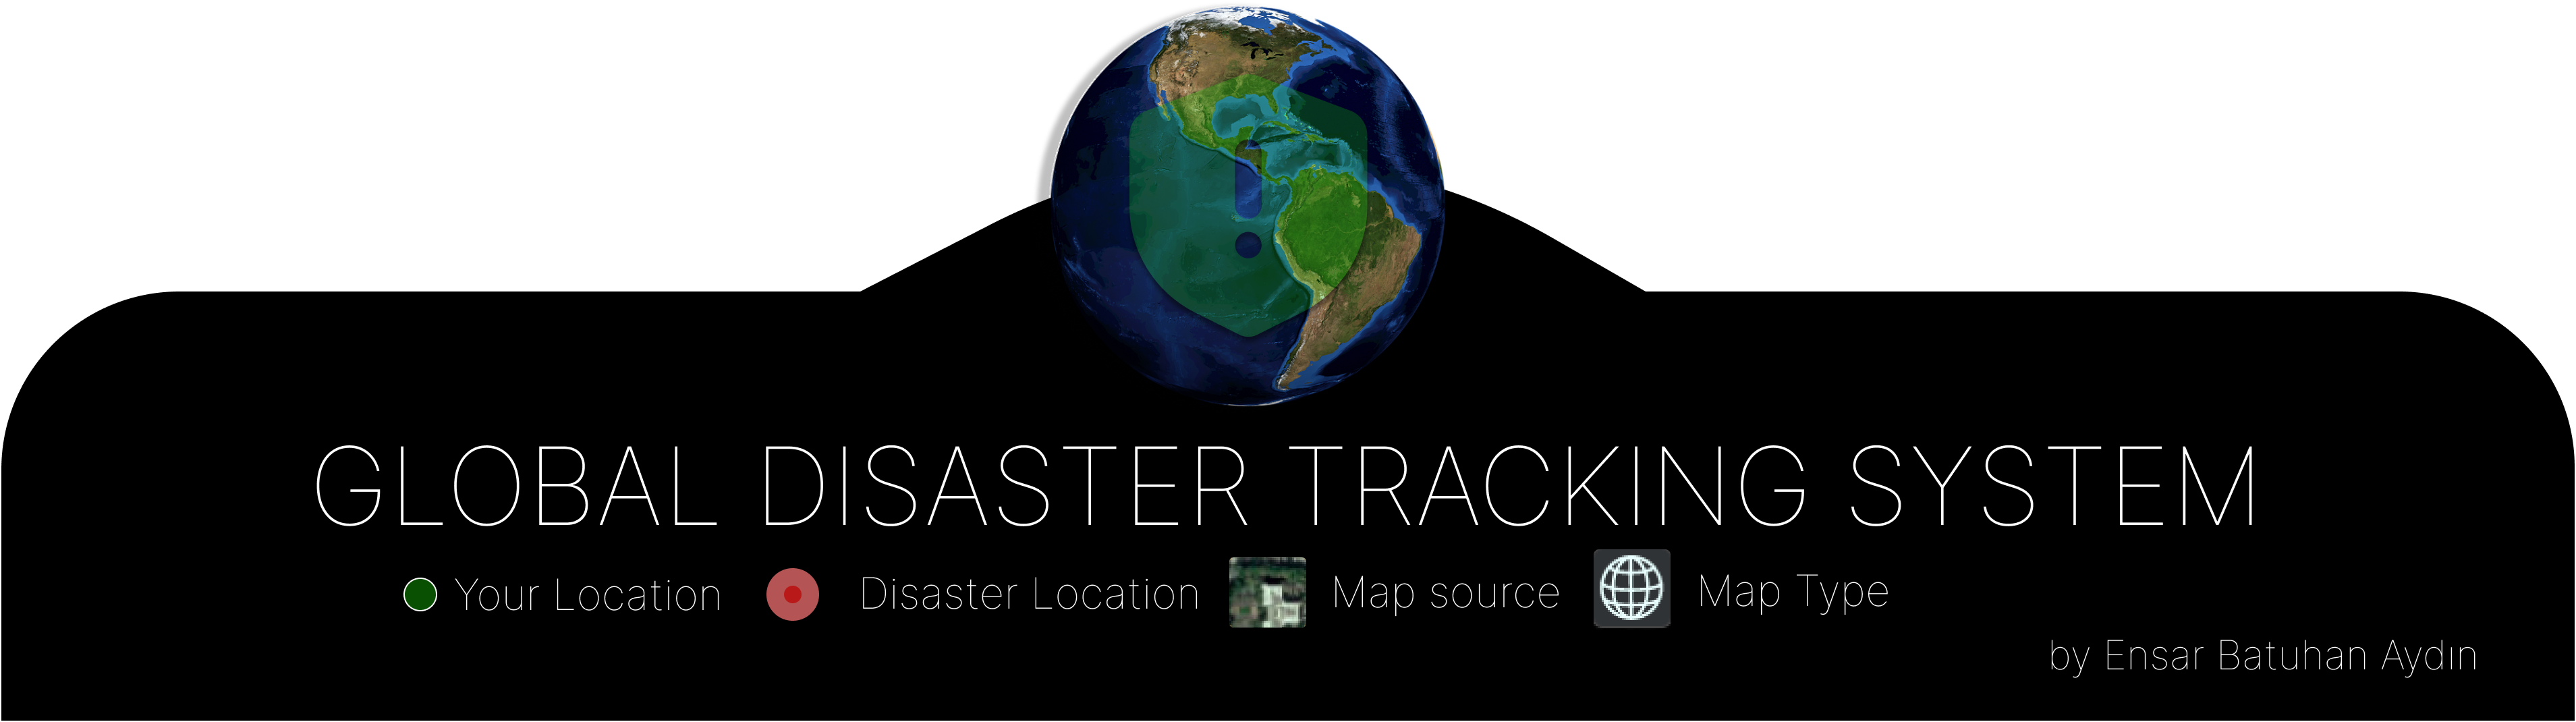 GLOBAL DISASTER TRACKING SYSTEM
Your Location Disaster Location Map source Map Type
by Ensar Batuhan Aydın